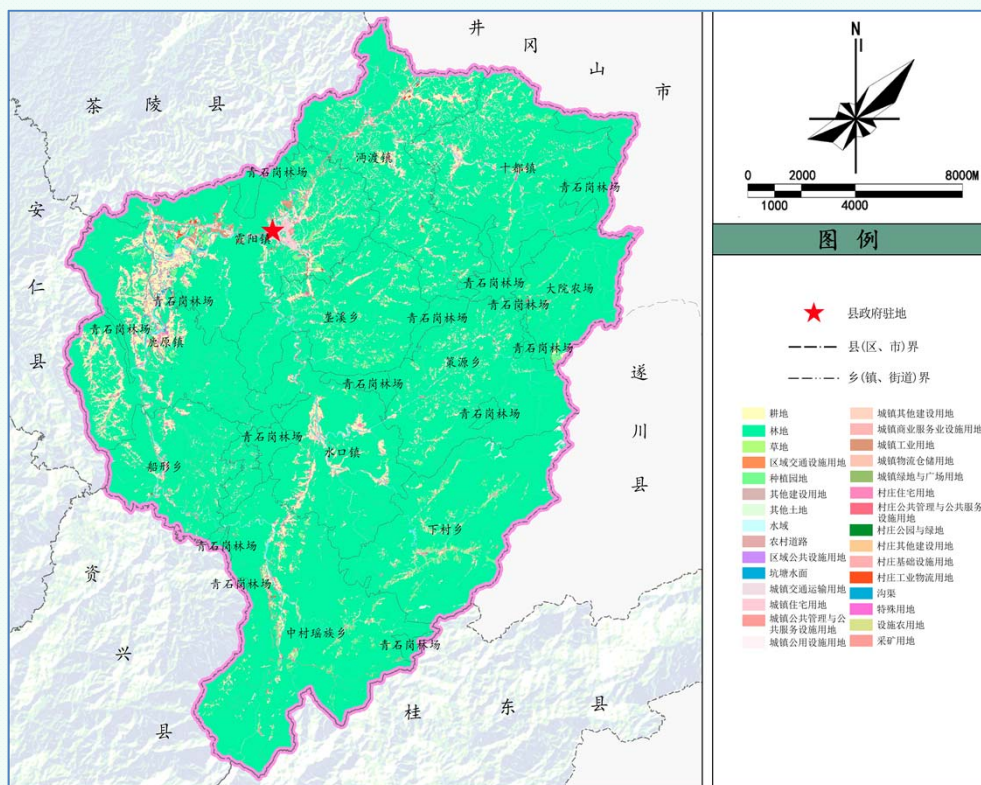 井
冈
山
市
茶陵县
安
仁
县
沔渡镇
十都镇
青石岗林场
青石岗林场
霞阳镇
青石岗林场
大院农场
青石岗林场
青石岗林场
垄溪乡
青石岗林场
青石岗林场
鹿原镇
青石岗林场
策源乡
遂
川
县
青石岗林场
青石岗林场
青石岗林场
水口镇
船形乡
下村乡
青石岗林场
青石岗林场
资
兴
县
中村瑶族乡
青石岗林场
桂东县
N
0 2000 8000M
1000 4000
图例
县政府驻地
县(区、市)界
乡(镇、街道)界
耕地
林地
草地
区域交通设施用地
种植园地
其他建设用地
其他土地
水域
农村道路
区域公共设施用地
坑塘水面
城镇交通运输用地
城镇住宅用地
城镇公共管理与公
共服务设施用地
城镇公用设施用地
城镇其他建设用地
城镇商业服务业设施用地
城镇工业用地
城镇物流仓储用地
城镇绿地与广场用地
村庄住宅用地
村庄公共管理与公共服务
设施用地
村庄公园与绿地
村庄其他建设用地
村庄基础设施用地
村庄工业物流用地
沟渠
特殊用地
设施农用地
采矿用地